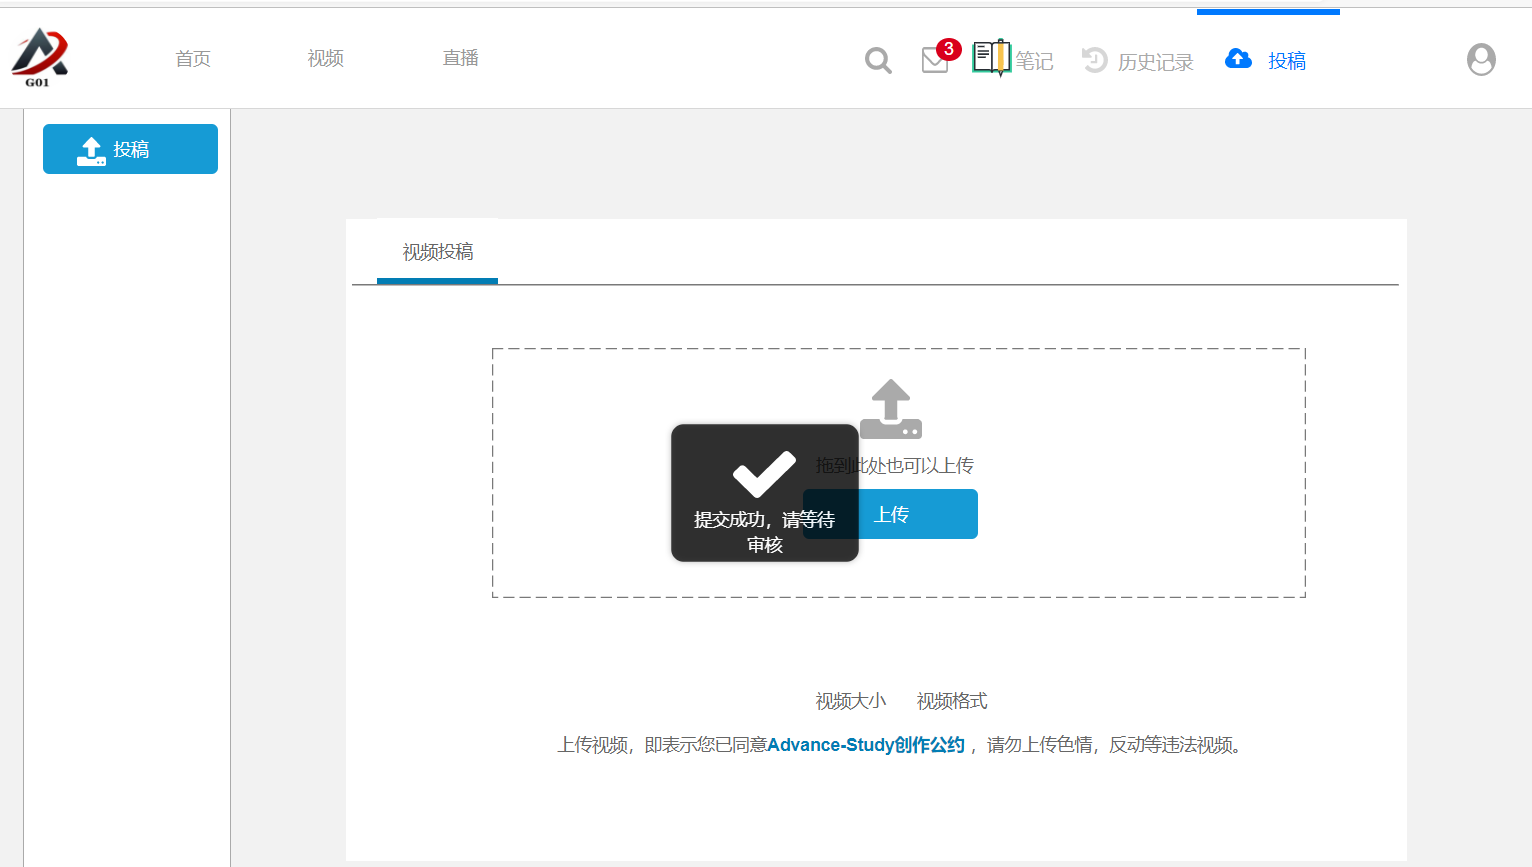 G01
首页 视频 直播 3 笔记 历史记录 投稿
投稿
视频投稿
拖到此处也可以上传
上传
提交成功，请等待
审核
视频大小 视频格式
上传视频，即表示您已同意Advance-Study创作公约 ，请勿上传色情，反动等违法视频。